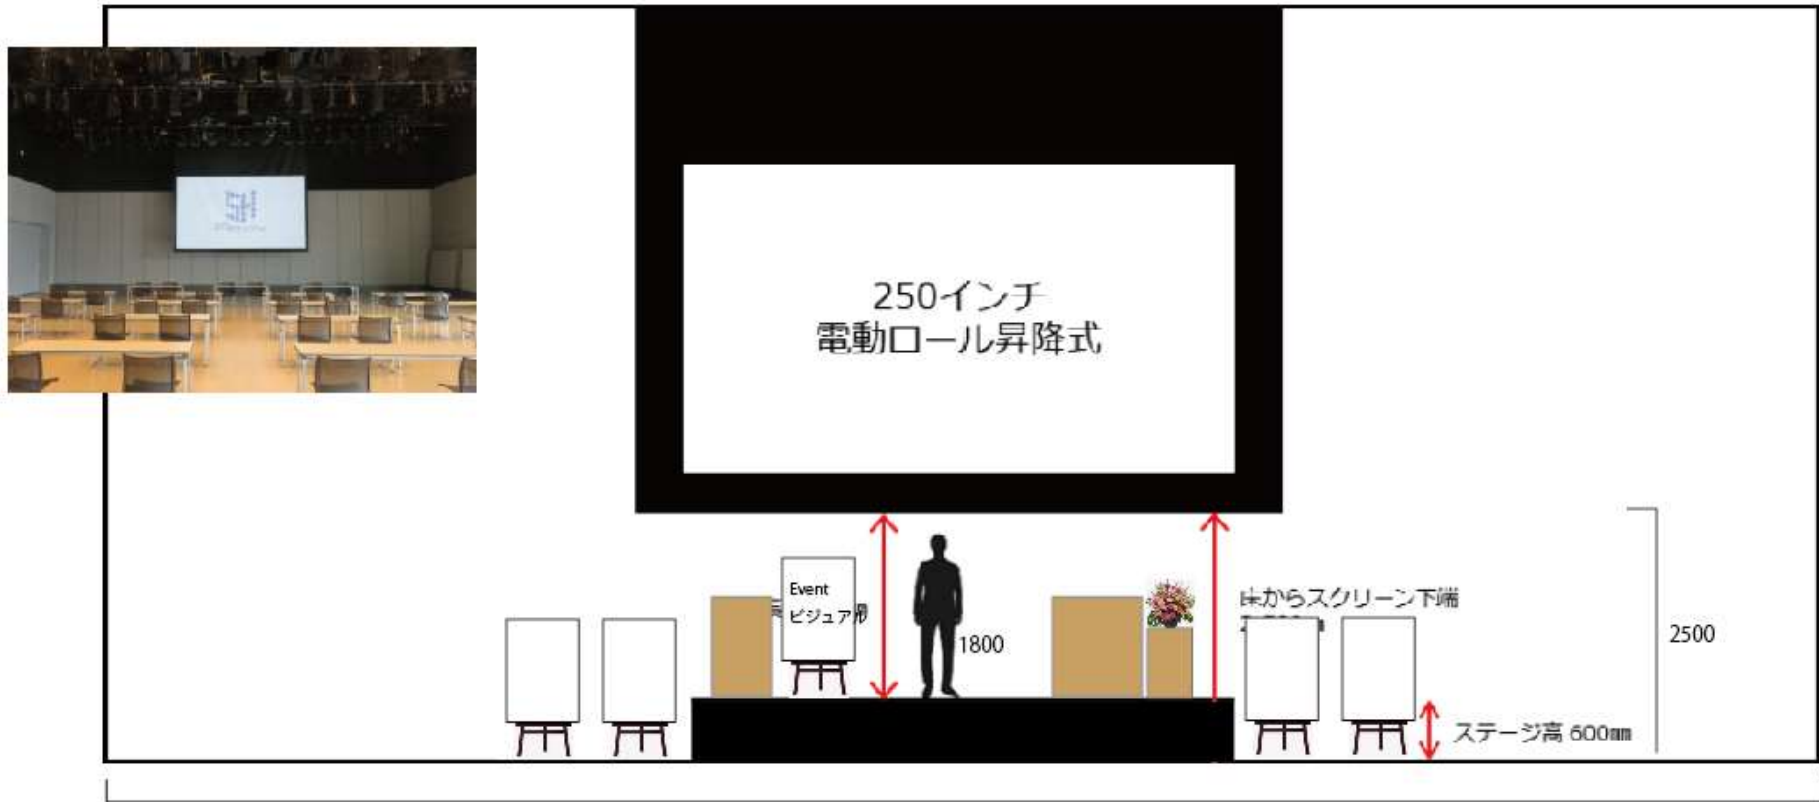 250インチ
電動ロール昇降式
Event
ビジュアル
1800
床からスクリーン下端
2500
ステージ高 600㎜